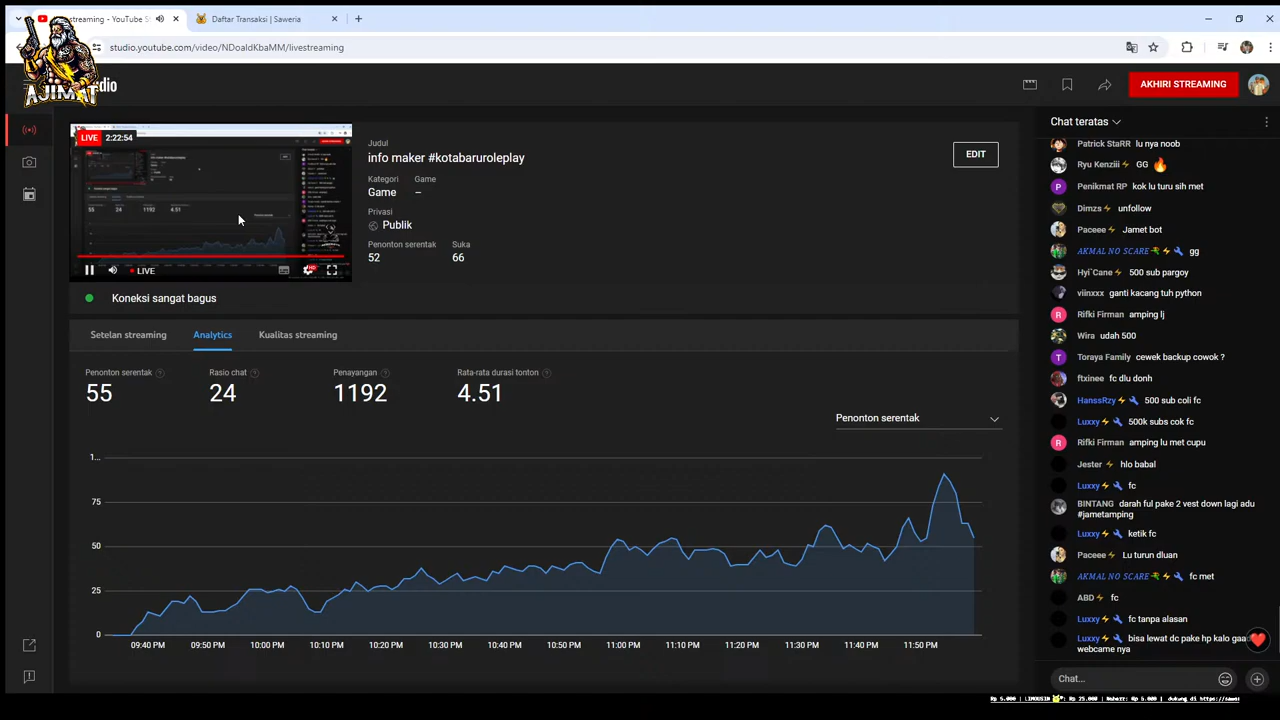 streaming - YouTube S
Daftar Transaksi | Saweria
studio.youtube.com/video/NDoaldKbaMM/livestreaming
AJIMAT
dio
AKHIRI STREAMING
LIVE 2:22:54
LIVE
Judul
info maker #kotabaruroleplay
EDIT
Kategori Game
Game –
Privasi
Publik
Penonton serentak Suka
52 66
Koneksi sangat bagus
Setelan streaming Analytics Kualitas streaming
Penonton serentak Rasio chat Penayangan Rata-rata durasi tonton
55 24 1192 4.51
Penonton serentak
1...
75
50
25
0
09:40 PM 09:50 PM 10:00 PM 10:10 PM 10:20 PM 10:30 PM 10:40 PM 10:50 PM 11:00 PM 11:10 PM 11:20 PM 11:30 PM 11:40 PM 11:50 PM
Chat teratas
Patrick StaRR lu nya noob
Ryu Kenziii GG 🔥
Penikmat RP kok lu turu sih met
Dimzs unfollow
Paceee Jamet bot
AKMAL NO SCARE gg
Hyi`Cane 500 sub pargoy
viinxxx ganti kacang tuh python
Rifki Firman amping lj
Wira udah 500
Toraya Family cewek backup cowok ?
ftxinee fc dlu donh
HanssRzy 500 sub coli fc
Luxxy 500k subs cok fc
Rifki Firman amping lu met cupu
Jester hlo babal
Luxxy fc
BINTANG darah ful pake 2 vest down lagi adu
#jametamping
Luxxy ketik fc
Paceee Lu turun dluan
AKMAL NO SCARE fc met
ABD fc
Luxxy fc tanpa alasan
Luxxy bisa lewat dc pake hp kalo gaa
webcame nya
Chat...